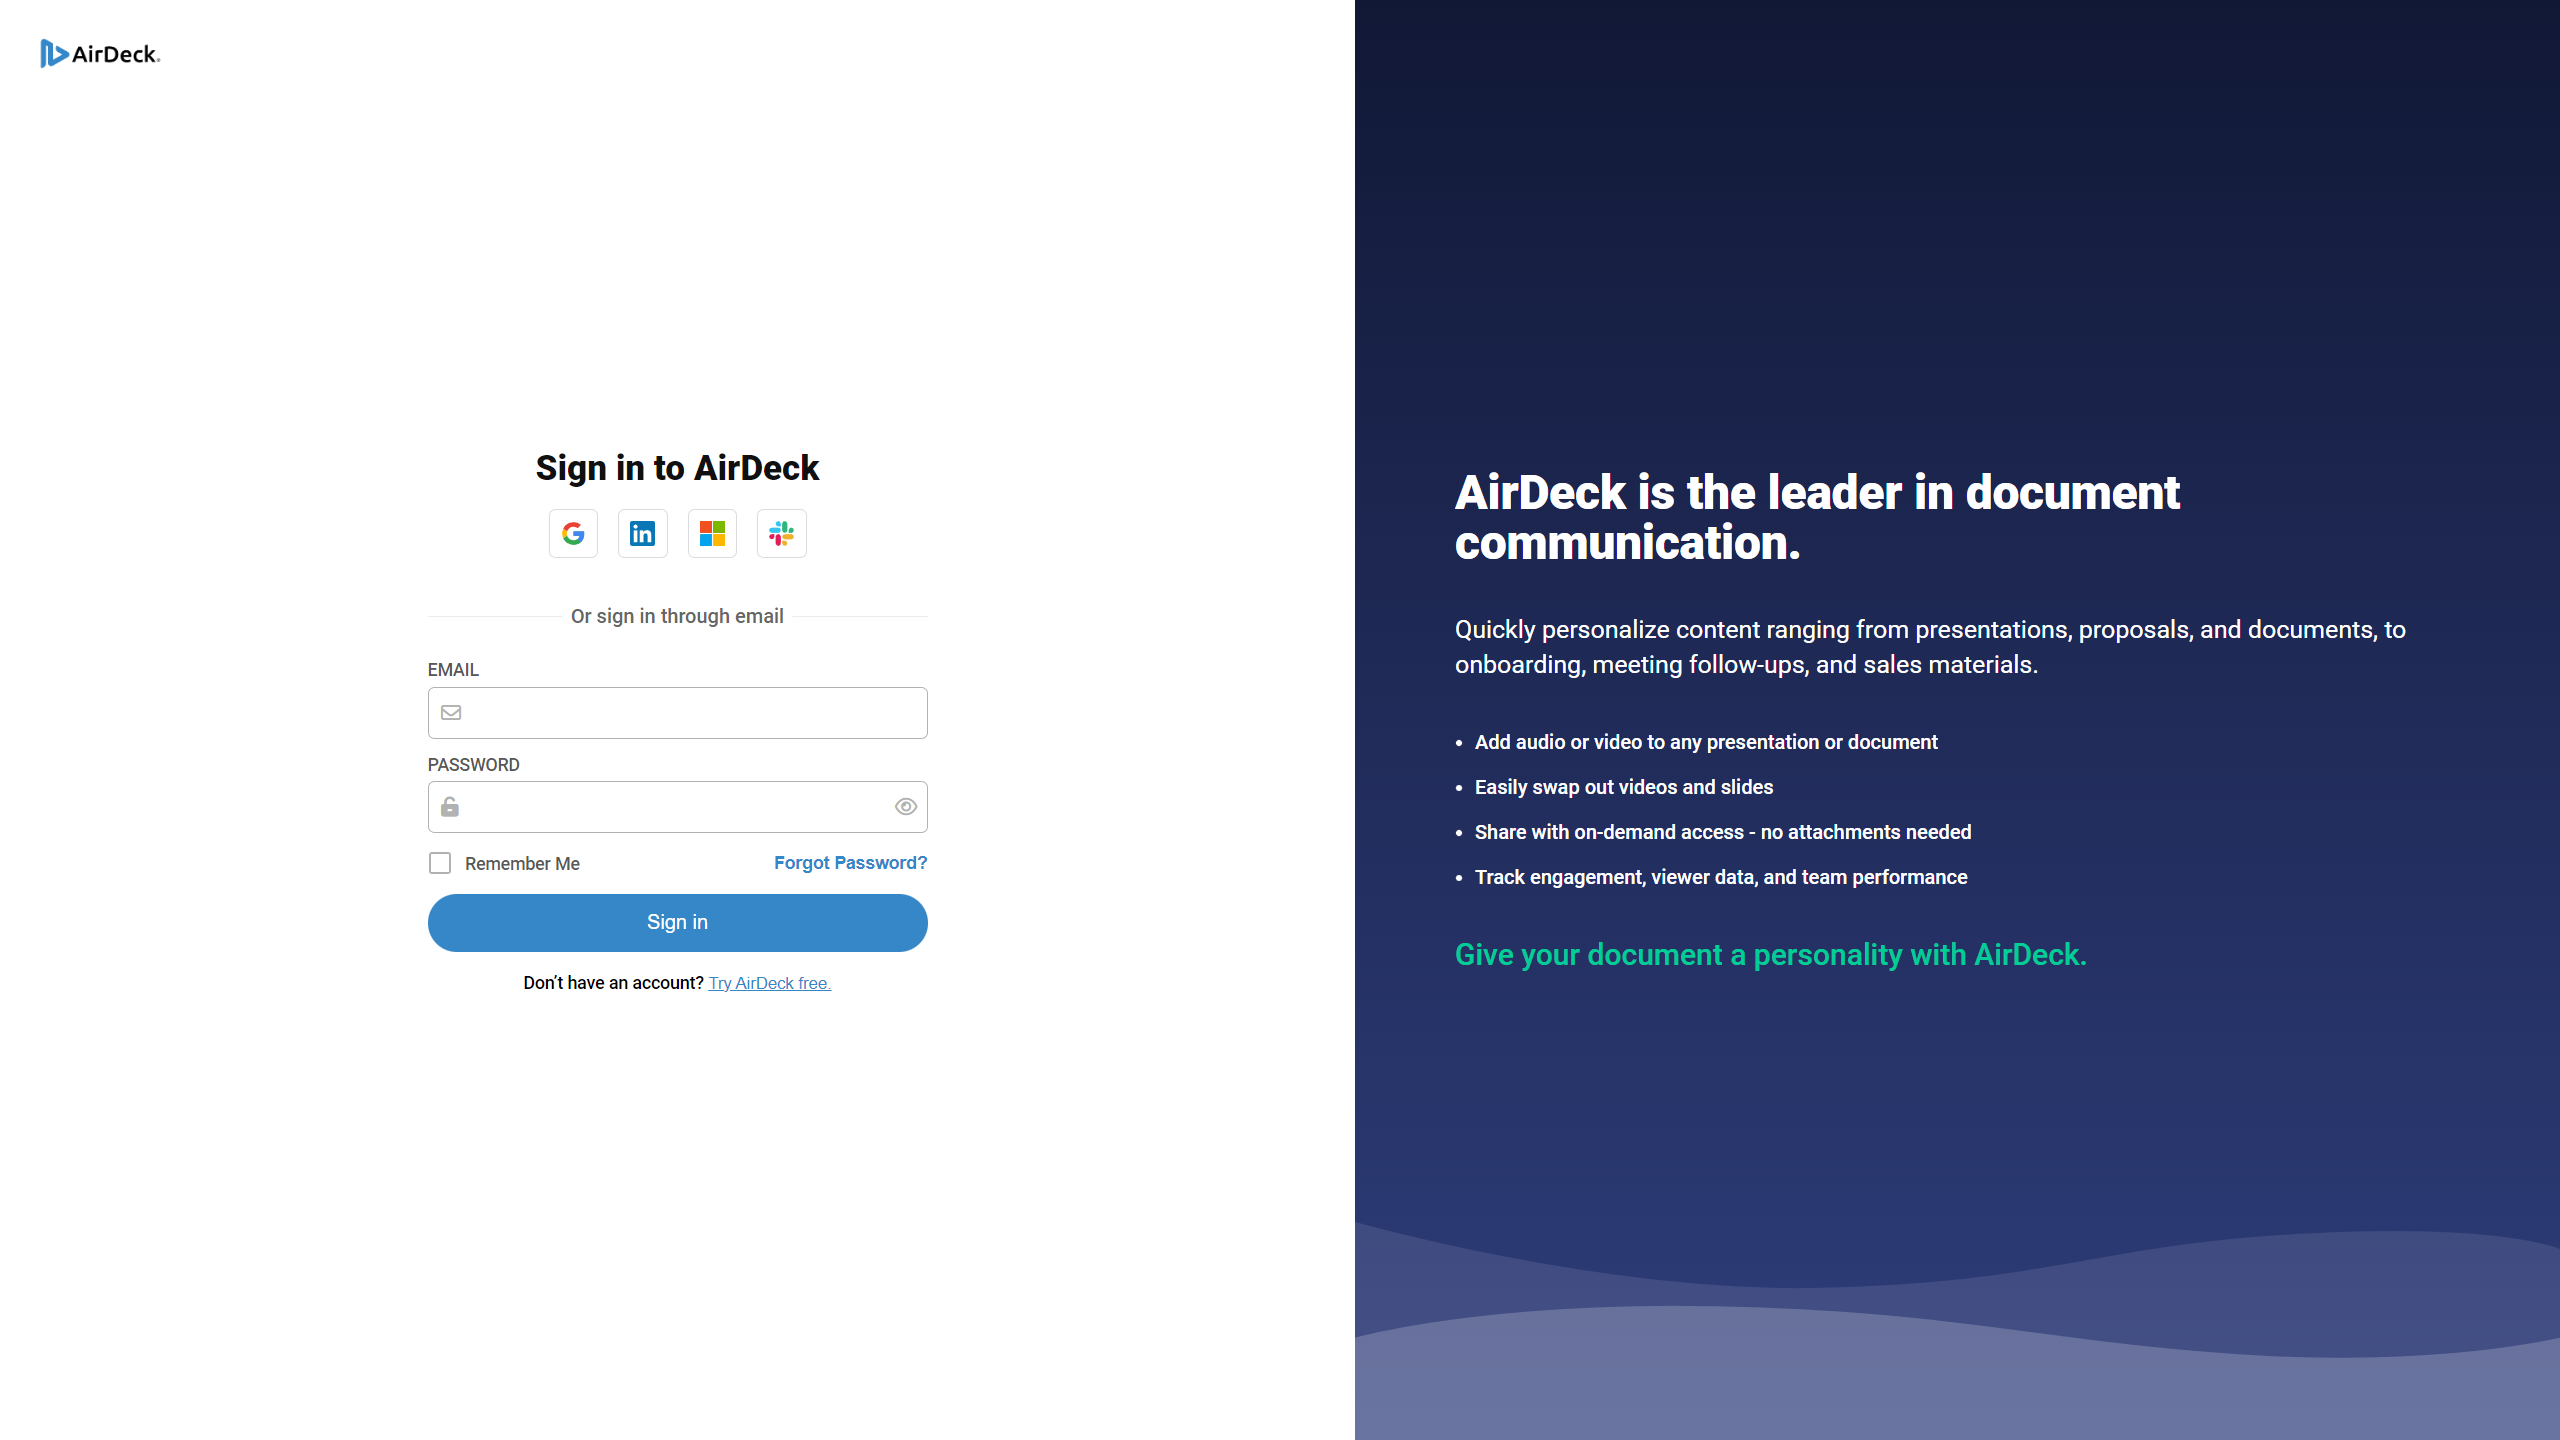 AirDeck
Sign in to AirDeck
Or sign in through email
EMAIL
PASSWORD
Remember Me
Forgot Password?
Sign in
Don’t have an account? Try AirDeck free.
AirDeck is the leader in document
communication.
Quickly personalize content ranging from presentations, proposals, and documents, to
onboarding, meeting follow-ups, and sales materials.
• Add audio or video to any presentation or document
• Easily swap out videos and slides
• Share with on-demand access - no attachments needed
• Track engagement, viewer data, and team performance
Give your document a personality with AirDeck.